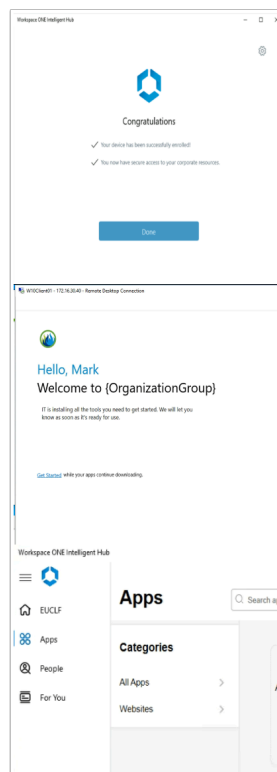 Workspace ONE Intelligent Hub
Congratulations
Your device has been successfully enrolled!
You now have secure access to your corporate resources.
Done
W10Client01 - 172.16.20.40 - Remote Desktop Connection
Hello, Mark
Welcome to {OrganizationGroup}
IT is installing all the tools you need to get started. We will let you
know as soon as it's ready for use.
Get Started while your apps continue downloading.
Workspace ONE Intelligent Hub
EUCLF
Apps
People
For You
Apps
Search a
Categories
All Apps
Websites
A